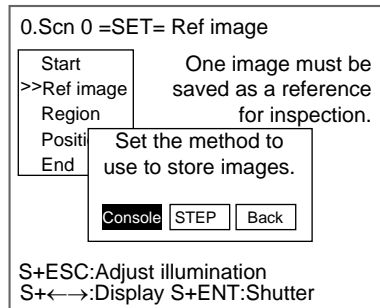 0.Scn 0 =SET= Ref image
Start
>>Ref image
Region
End
One image must be
saved as a reference
for inspection.
Set the method to
use to store images.
Console STEP Back
S+ESC:Adjust illumination
S+←→:Display S+ENT:Shutter